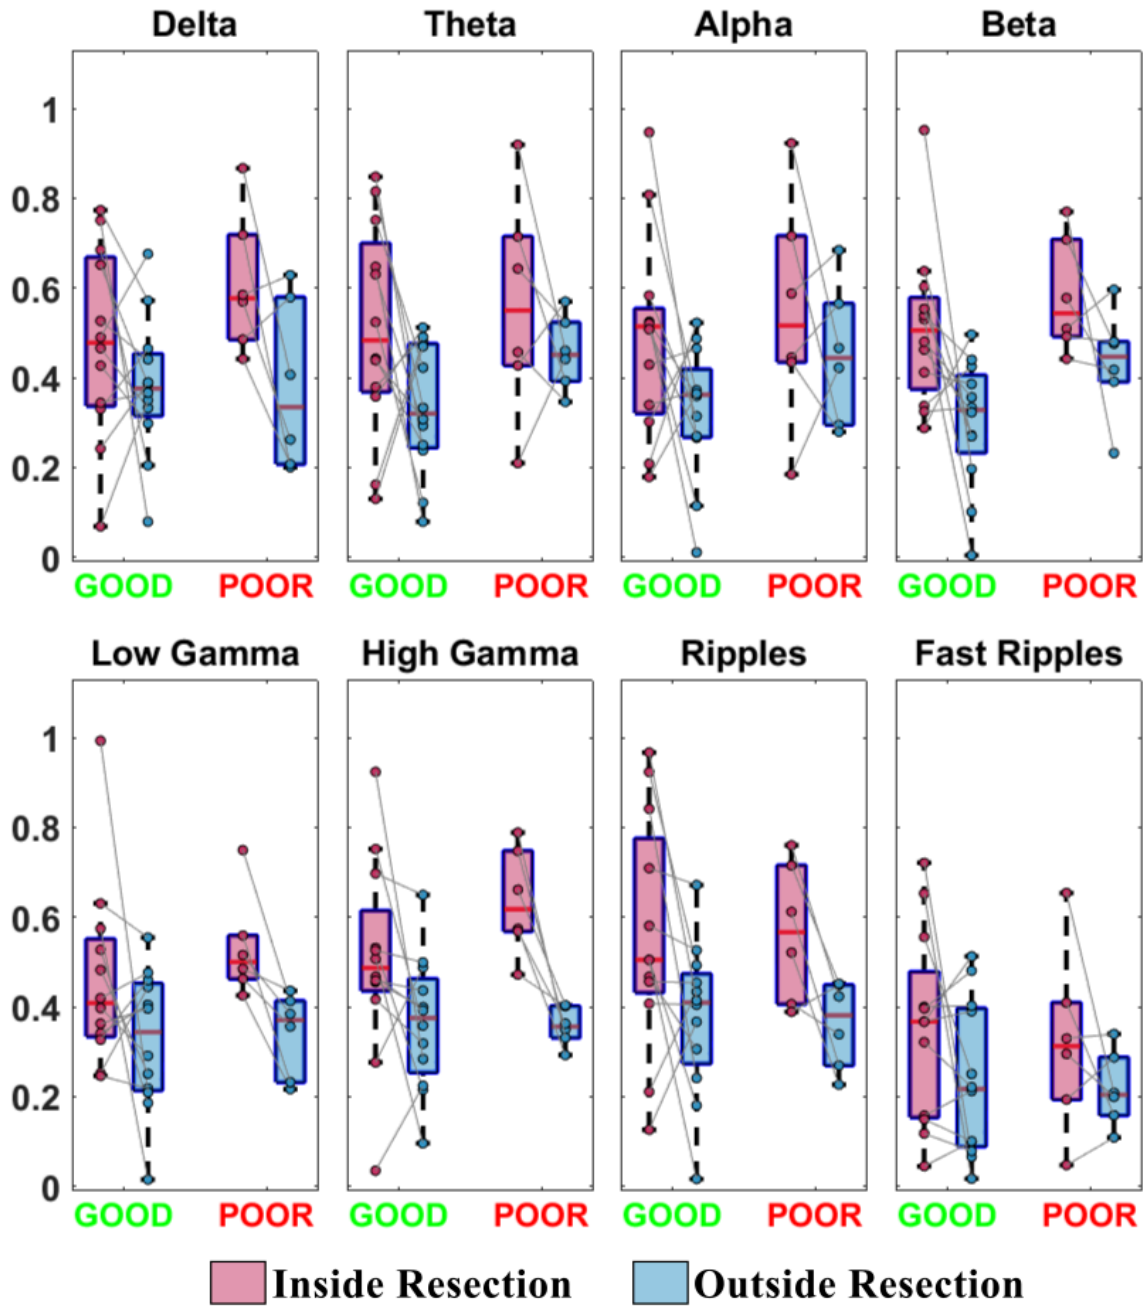 Delta Theta Alpha Beta
1
0.8
0.6
0.4
0.2
0
GOOD POOR GOOD POOR GOOD POOR GOOD POOR
Low Gamma High Gamma Ripples Fast Ripples
1
0.8
0.6
0.4
0.2
0
GOOD POOR GOOD POOR GOOD POOR GOOD POOR
Inside Resection Outside Resection